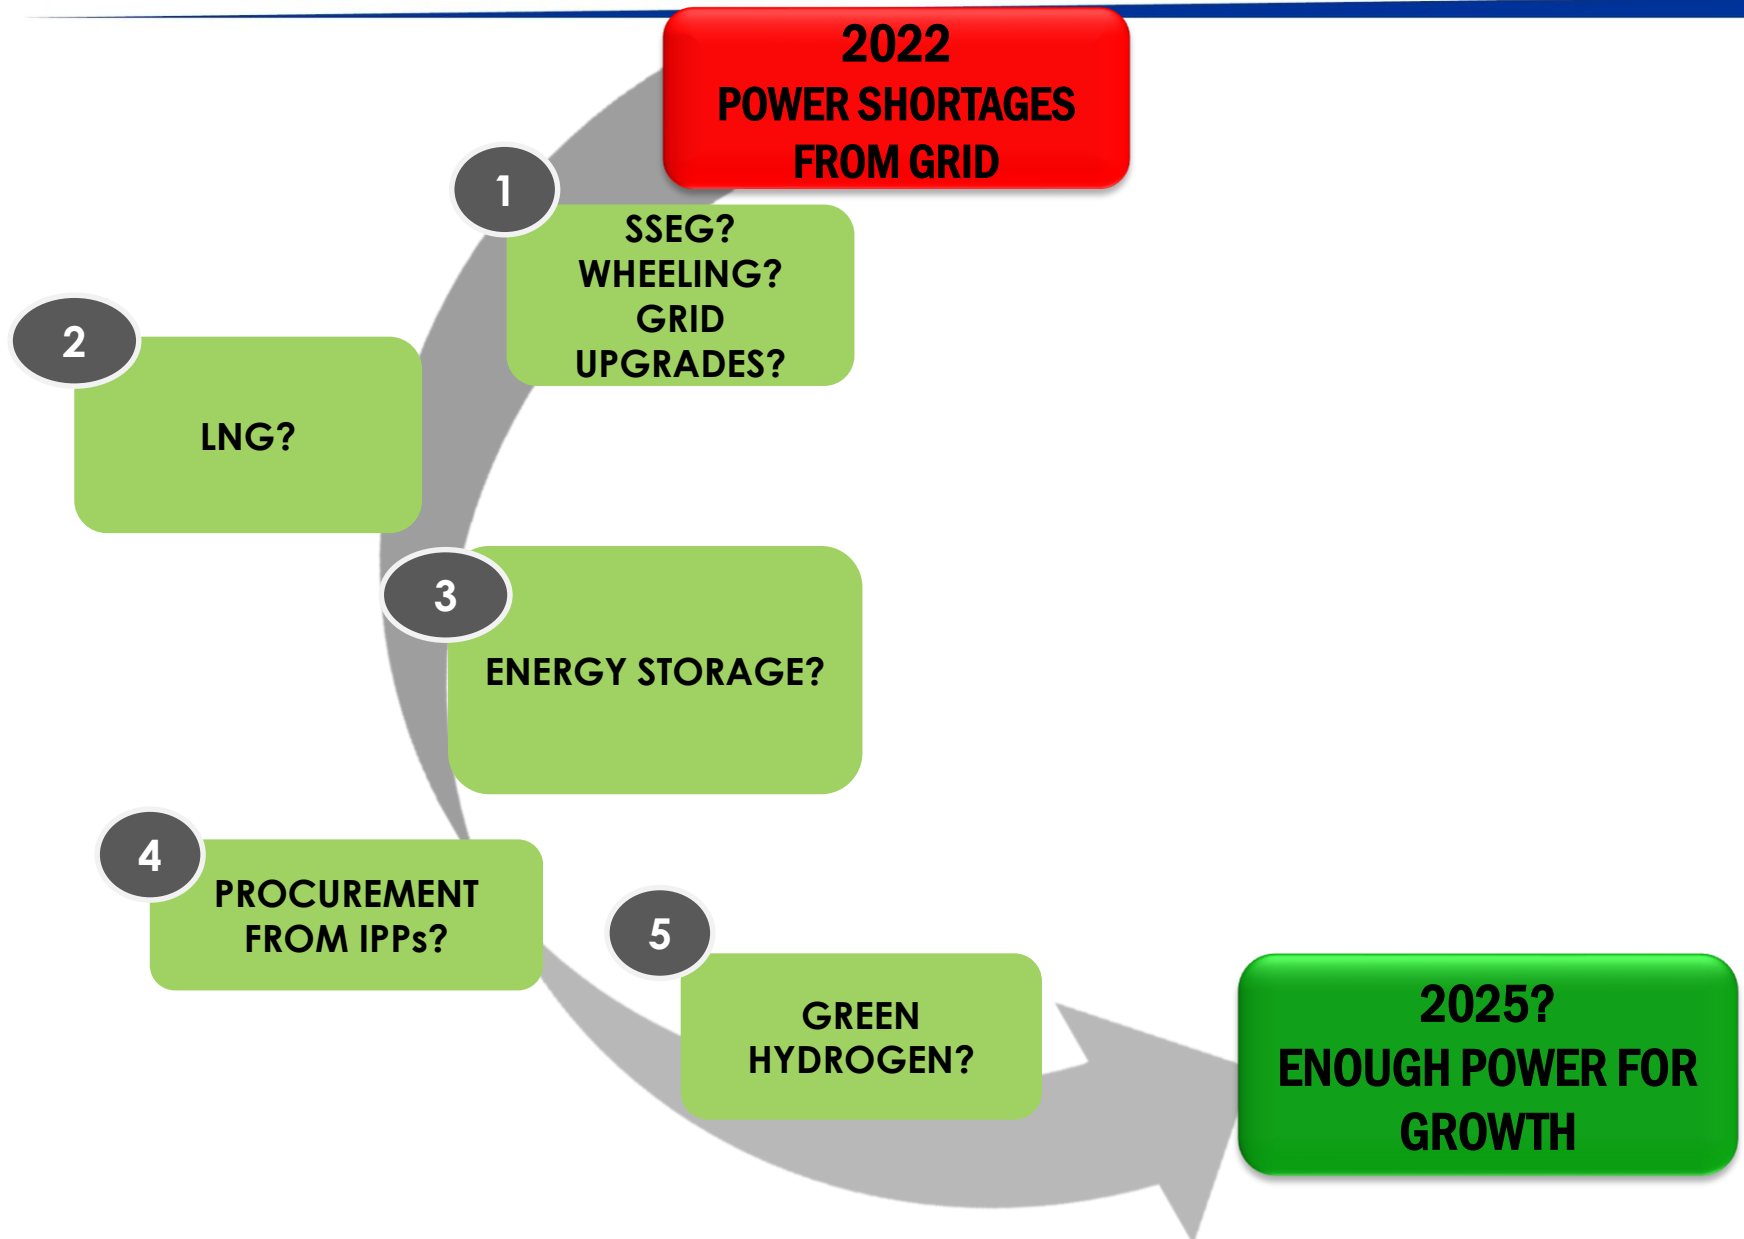 2022
POWER SHORTAGES
FROM GRID
1
SSEG?
WHEELING?
GRID
UPGRADES?
2
LNG?
3
ENERGY STORAGE?
4
PROCUREMENT
FROM IPPs?
5
GREEN
HYDROGEN?
2025?
ENOUGH POWER FOR
GROWTH